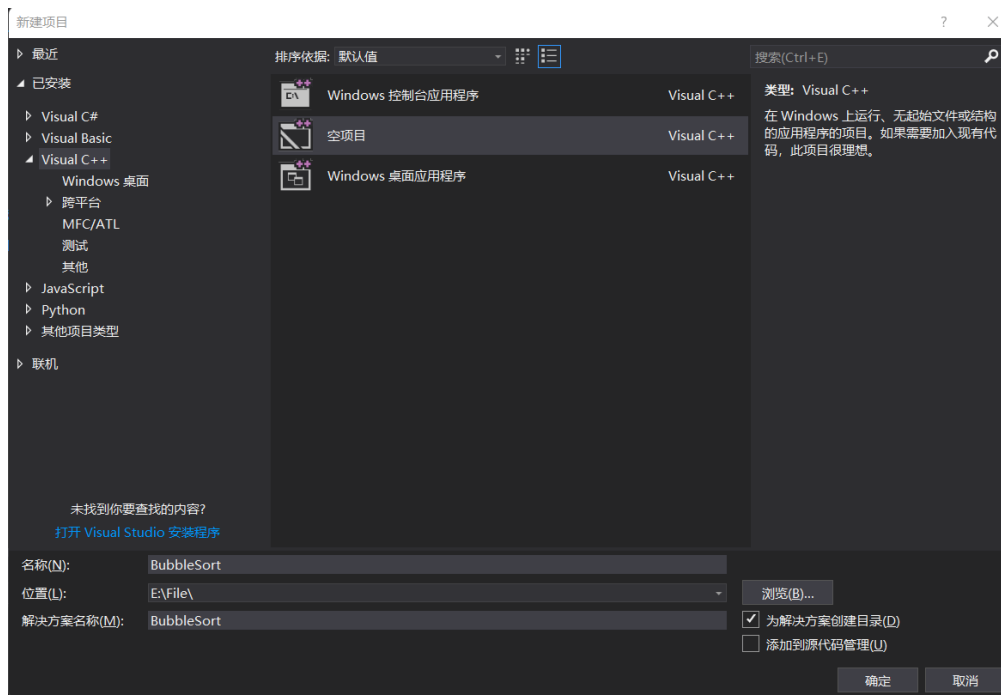 新建项目
?
最近
已安装
Visual C#
Visual Basic
Visual C++
Windows 桌面
跨平台
MFC/ATL
测试
其他
JavaScript
Python
其他项目类型
联机
未找到你要查找的内容?
打开 Visual Studio 安装程序
排序依据: 默认值
Windows 控制台应用程序 Visual C++
空项目 Visual C++
Windows 桌面应用程序 Visual C++
搜索(Ctrl+E)
类型: Visual C++
在 Windows 上运行、无起始文件或结构
的应用程序的项目。如果需要加入现有代
码，此项目很理想。
名称(N): BubbleSort
位置(L): E:\File\ 浏览(B)...
解决方案名称(M): BubbleSort 为解决方案创建目录(D)
添加到源代码管理(U)
确定 取消